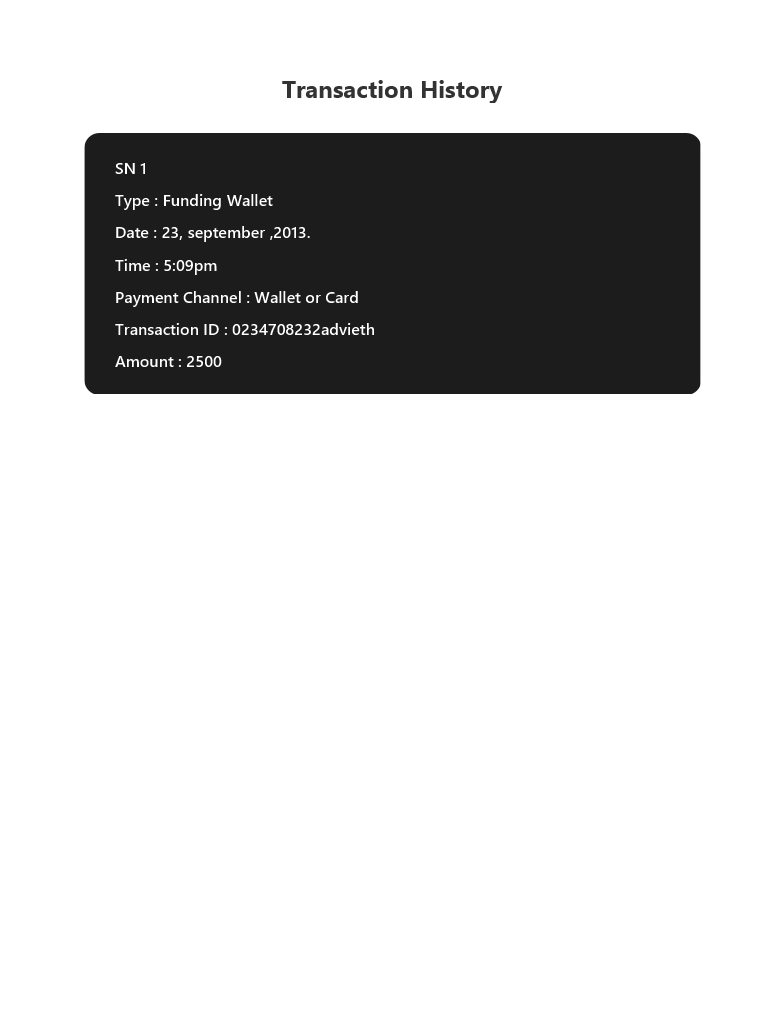 Transaction History
SN 1
Type : Funding Wallet
Date : 23, september ,2013.
Time : 5:09pm
Payment Channel : Wallet or Card
Transaction ID : 0234708232advieth
Amount : 2500